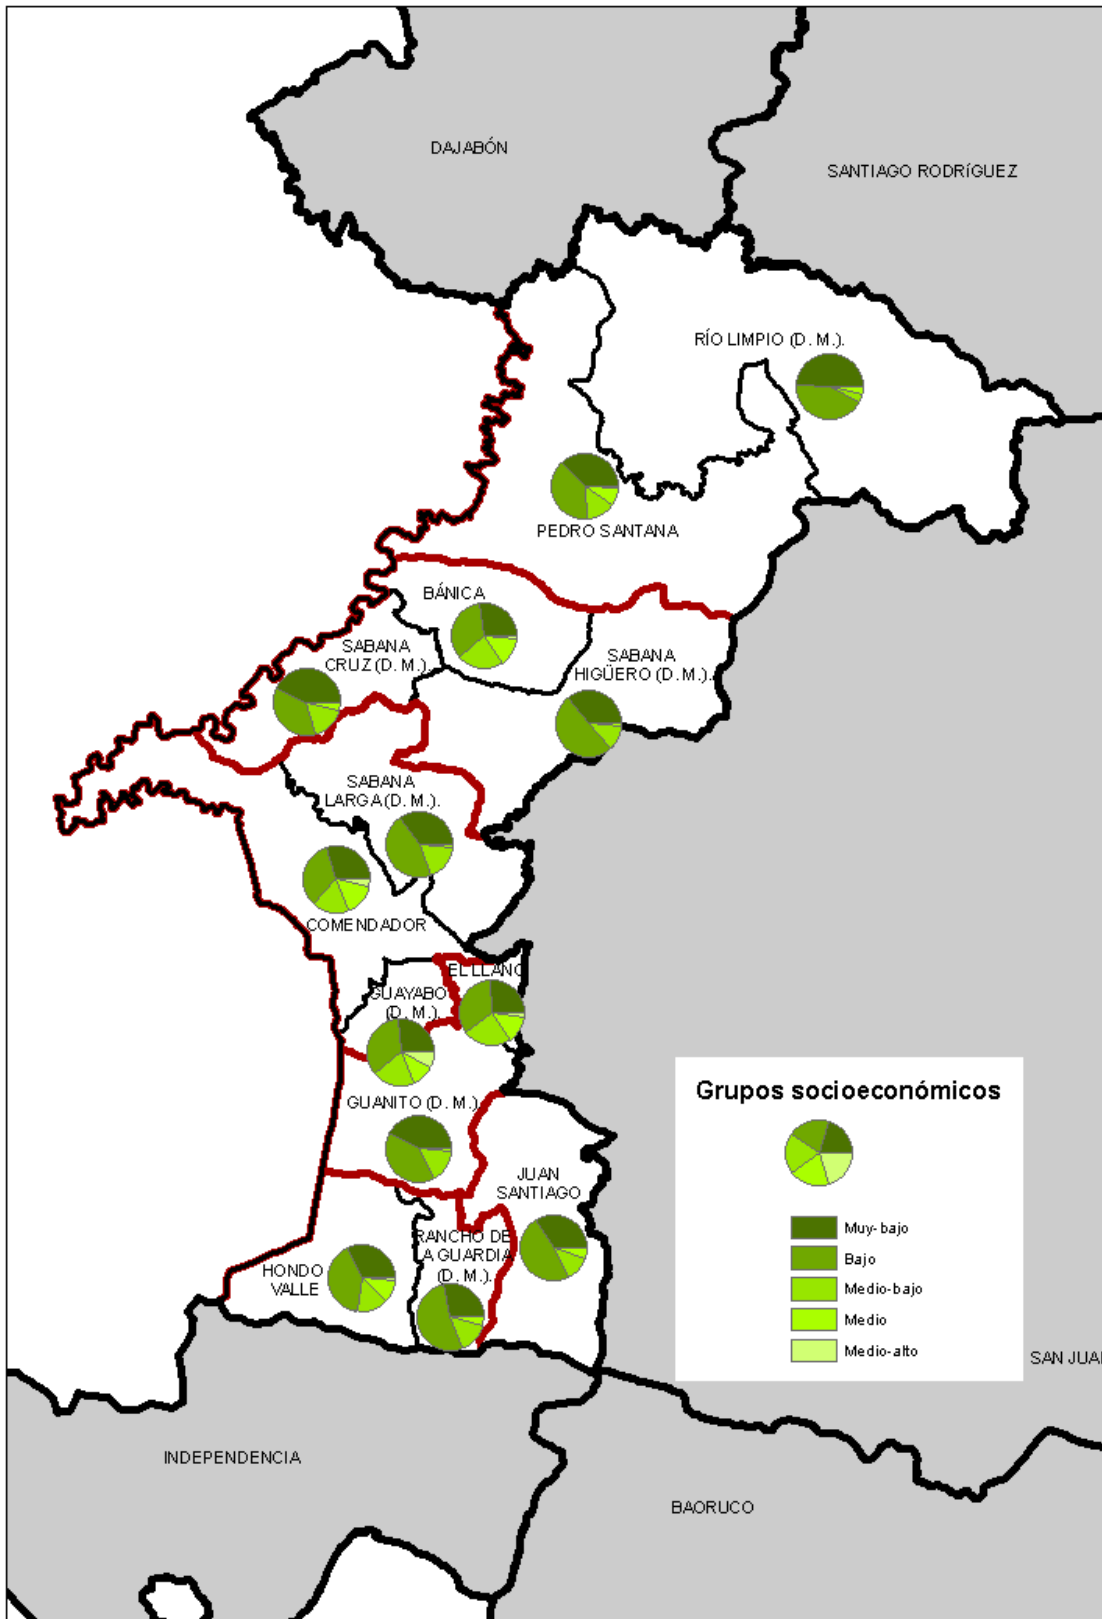 DAJABÓN
SANTIAGO RODRíGUEZ
RÍO LIMPIO (D. M.).
PEDRO SANTANA
BÁNICA
SABANA
CRUZ (D. M.).
SABANA
HIGÜERO (D. M.).
SABANA
LARGA (D. M.).
COMENDADOR
EL LLANO
GUAYABO
(D. M.).
GUANITO (D. M.)
JUAN
SANTIAGO
RANCHO DE
LA GUARDIA
(D. M.).
HONDO
VALLE
Grupos socioeconómicos
Muy-bajo
Bajo
Medio-bajo
Medio
Medio-alto
SAN JUAN
INDEPENDENCIA
BAORUCO